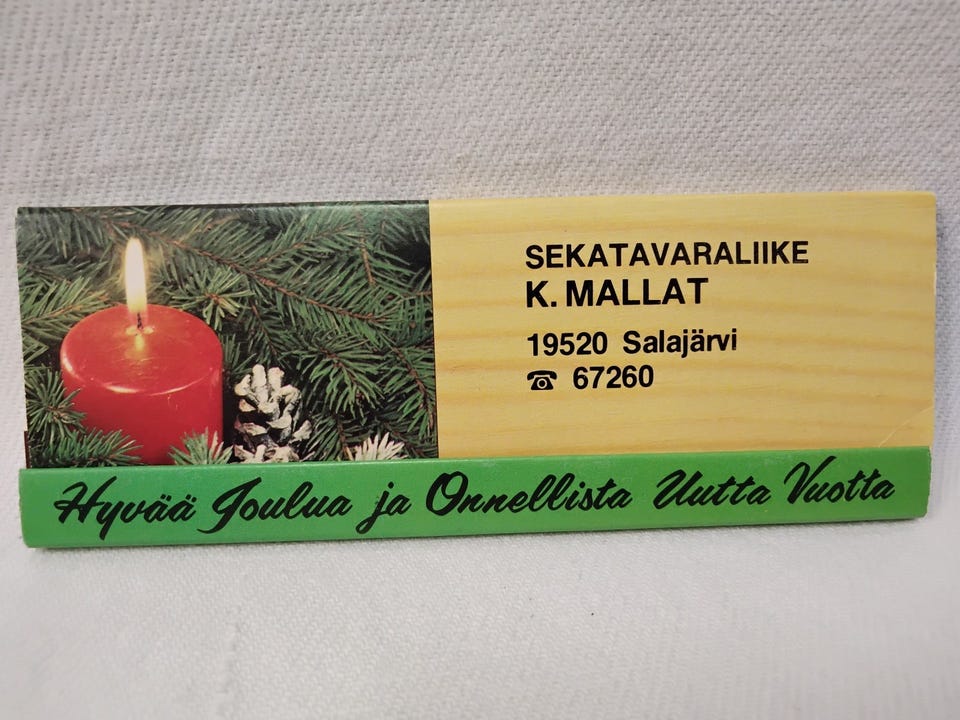 SEKATAVARALIIKE
K. MALLAT
19520 Salajärvi
☎ 67260
Hyvää Joulua ja Onnellista Uutta Vuotta